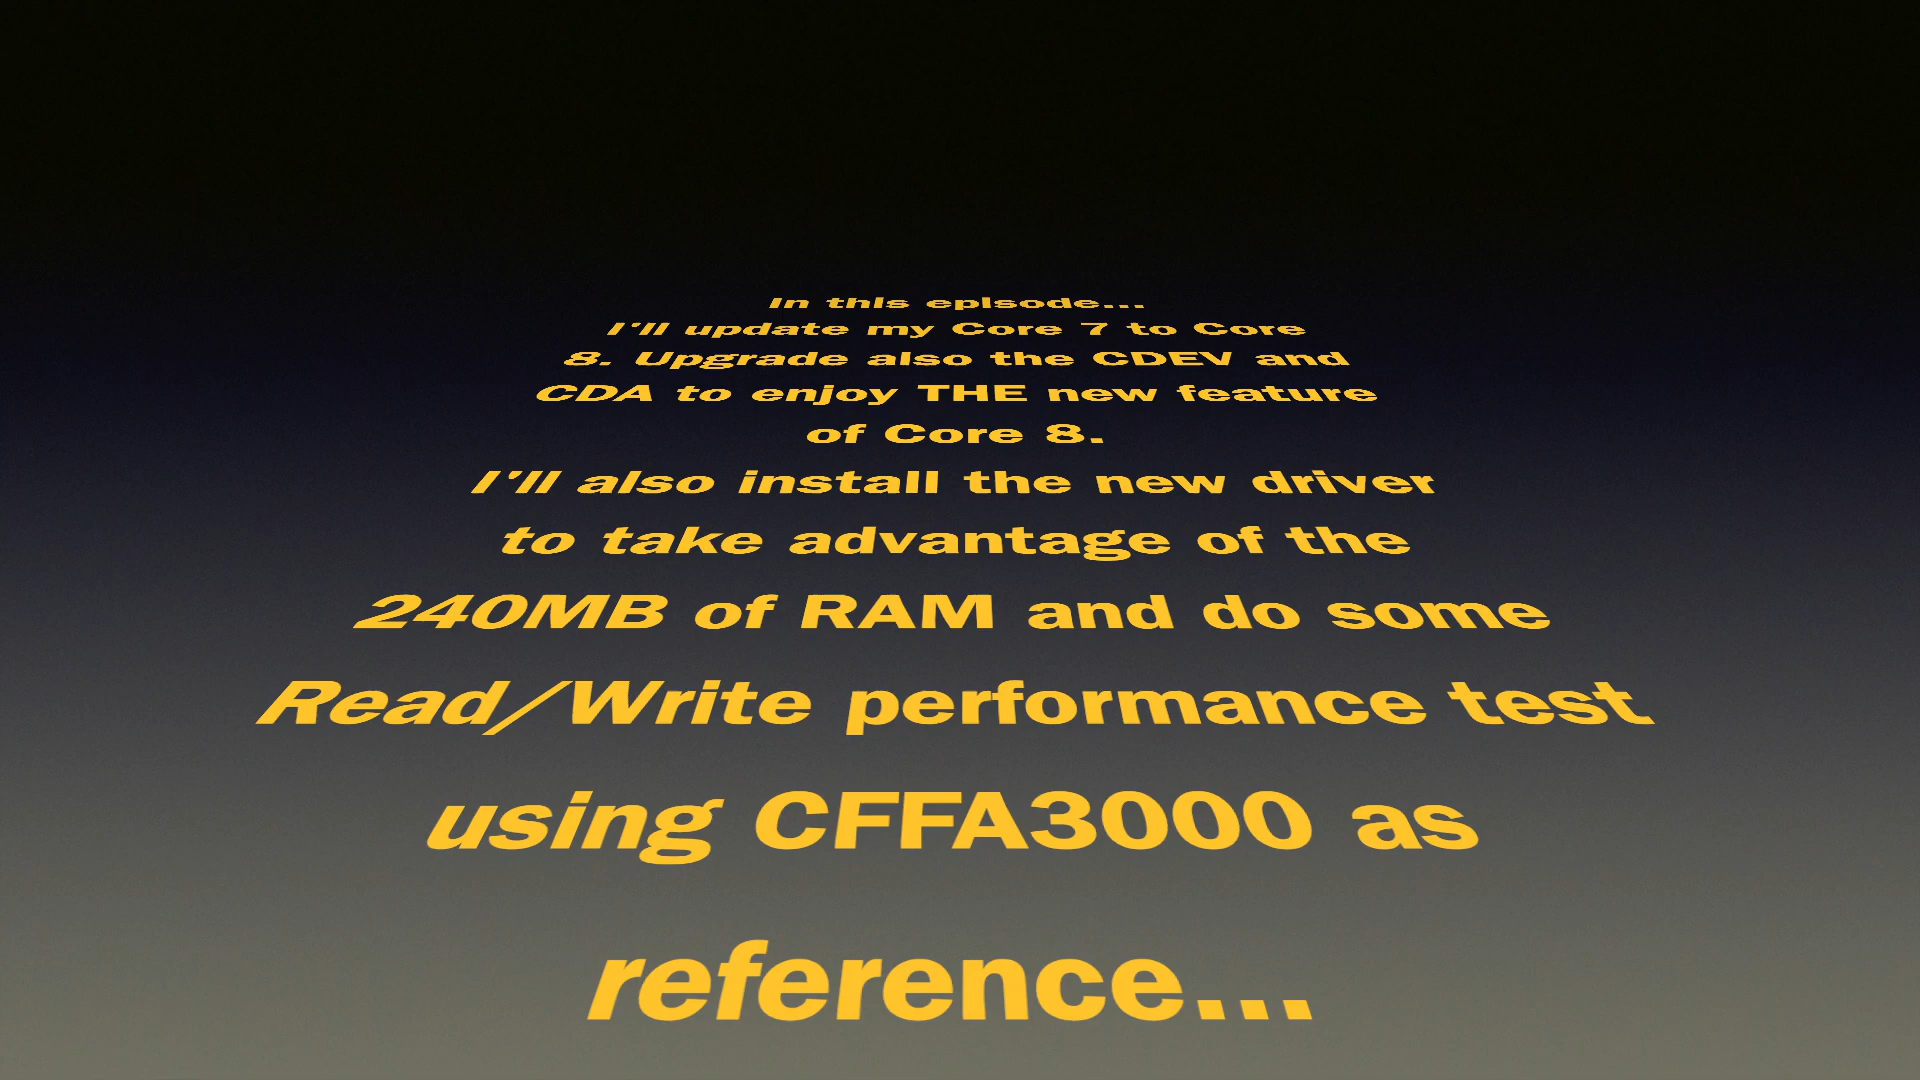 In this episode...
I'll update my Core 7 to Core
8. Upgrade also the CDEV and
CDA to enjoy THE new feature
of Core 8.
I'll also install the new driver
to take advantage of the
240MB of RAM and do some
Read/Write performance test
using CFFA3000 as
reference...